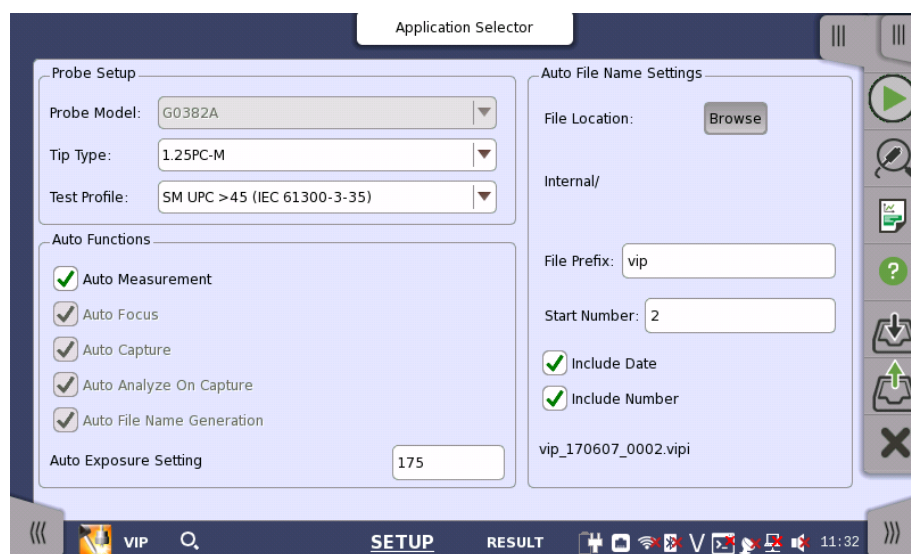 Application Selector
Probe Setup
Probe Model: G0382A
Tip Type: 1.25PC-M
Test Profile: SM UPC >45 (IEC 61300-3-35)
Auto Functions
Auto Measurement
Auto Focus
Auto Capture
Auto Analyze On Capture
Auto File Name Generation
Auto Exposure Setting 175
Auto File Name Settings
File Location: Browse
Internal/
File Prefix: vip
Start Number: 2
Include Date
Include Number
vip_170607_0002.vipi
VIP SETUP RESULT V 11:32